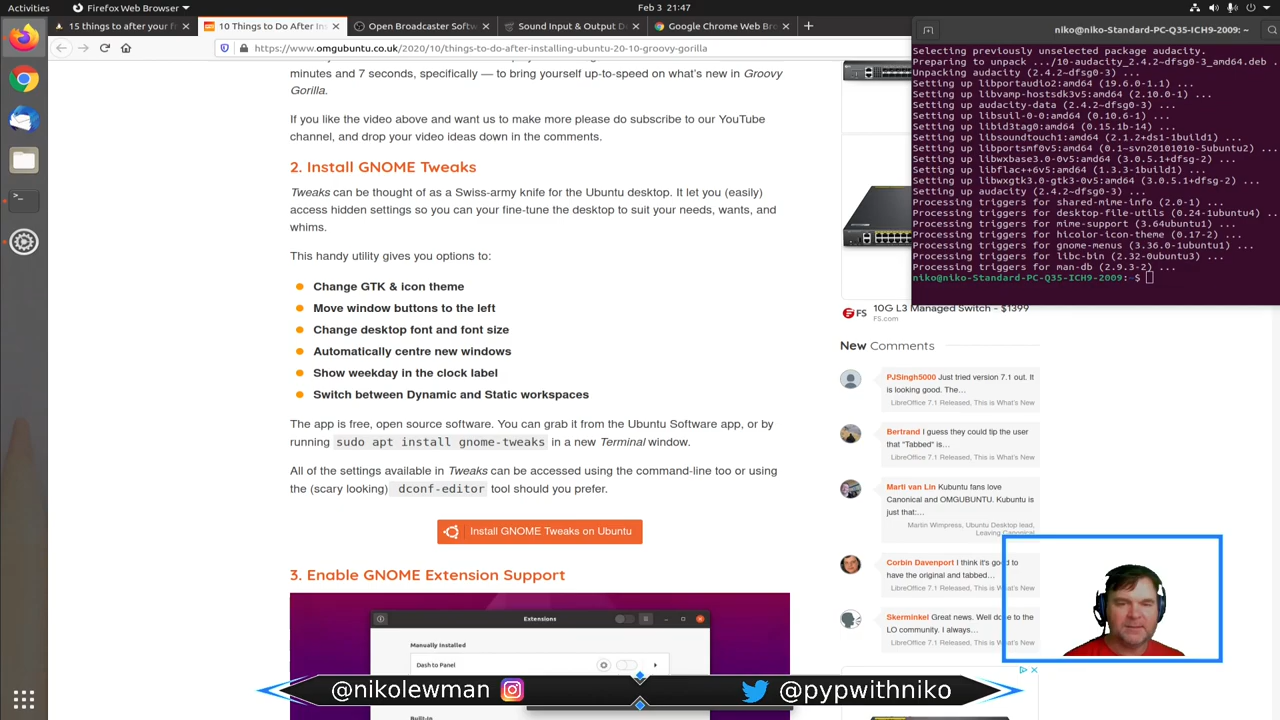 Firefox Web Browser
Feb 3 21:47
15 things to after your f
10 Things to Do After Ins
Open Broadcaster Softw
Sound Input & Output De
Google Chrome Web Bro
https://www.omgubuntu.co.uk/2020/10/things-to-do-after-installing-ubuntu-20-10-groovy-gorilla
minutes and 7 seconds, specifically — to bring yourself up-to-speed on what's new in Groovy
Gorilla.
If you like the video above and want us to make more please do subscribe to our YouTube
channel, and drop your video ideas down in the comments.
2. Install GNOME Tweaks
Tweaks can be thought of as a Swiss-army knife for the Ubuntu desktop. It let you (easily)
access hidden settings so you can your fine-tune the desktop to suit your needs, wants, and
whims.
This handy utility gives you options to:
Change GTK & icon theme
Move window buttons to the left
Change desktop font and font size
Automatically centre new windows
Show weekday in the clock label
Switch between Dynamic and Static workspaces
The app is free, open source software. You can grab it from the Ubuntu Software app, or by
running sudo apt install gnome-tweaks in a new Terminal window.
All of the settings available in Tweaks can be accessed using the command-line too or using
the (scary looking) dconf-editor tool should you prefer.
Install GNOME Tweaks on Ubuntu
3. Enable GNOME Extension Support
Extensions
Manually Installed
Dash to Panel
Built-In
niko@niko-Standard-PC-Q35-ICH9-2009: ~
Selecting previously unselected package audacity.
Preparing to unpack .../10-audacity_2.4.2~dfsg0-3_amd64.deb
Unpacking audacity (2.4.2~dfsg0-3) ...
Setting up libportaudio2:amd64 (19.6.0-1.1) ...
Setting up libvamp-hostsdk3v5:amd64 (2.10.0-1) ...
Setting up audacity-data (2.4.2~dfsg0-3) ...
Setting up libsuil-0-0:amd64 (0.10.6-1) ...
Setting up libid3tag0:amd64 (0.15.1b-14) ...
Setting up libsoundtouch1:amd64 (2.1.2+ds1-1build1) ...
Setting up libportsmf0v5:amd64 (0.1~svn20101010-5ubuntu2) ...
Setting up libwxbase3.0-0v5:amd64 (3.0.5.1+dfsg-2) ...
Setting up libflac++6v5:amd64 (1.3.3-1build1) ...
Setting up libwxgtk3.0-gtk3-0v5:amd64 (3.0.5.1+dfsg-2) ...
Setting up audacity (2.4.2~dfsg0-3) ...
Processing triggers for shared-mime-info (2.0-1) ...
Processing triggers for desktop-file-utils (0.24-1ubuntu4) ...
Processing triggers for mime-support (3.64ubuntu1) ...
Processing triggers for hicolor-icon-theme (0.17-2) ...
Processing triggers for gnome-menus (3.36.0-1ubuntu1) ...
Processing triggers for libc-bin (2.32-0ubuntu3) ...
Processing triggers for man-db (2.9.3-2) ...
niko@niko-Standard-PC-Q35-ICH9-2009:~$
FS
10G L3 Managed Switch - $1399
FS.com
New Comments
PJSingh5000 Just tried version 7.1 out. It
is looking good. The…
LibreOffice 7.1 Released, This is What's New
Bertrand I guess they could tip the user
that "Tabbed" is…
LibreOffice 7.1 Released, This is What's New
Marti van Lin Kubuntu fans love
Canonical and OMGUBUNTU. Kubuntu is
just that:…
Martin Wimpress, Ubuntu Desktop lead,
Leaving Canonical
Corbin Davenport I think it's good to
have the original and tabbed…
LibreOffice 7.1 Released, This is What's New
Skerminkel Great news. Well done to the
LO community. I always…
LibreOffice 7.1 Released, This is What's New
@nikolewman
@pypwithniko